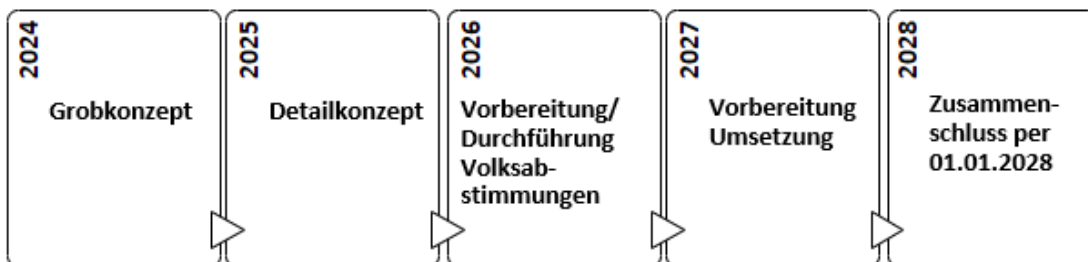 2024
Grobkonzept
2025
Detailkonzept
2026
Vorbereitung/
Durchführung
Volksab-
stimmungen
2027
Vorbereitung
Umsetzung
2028
Zusammen-
schluss per
01.01.2028